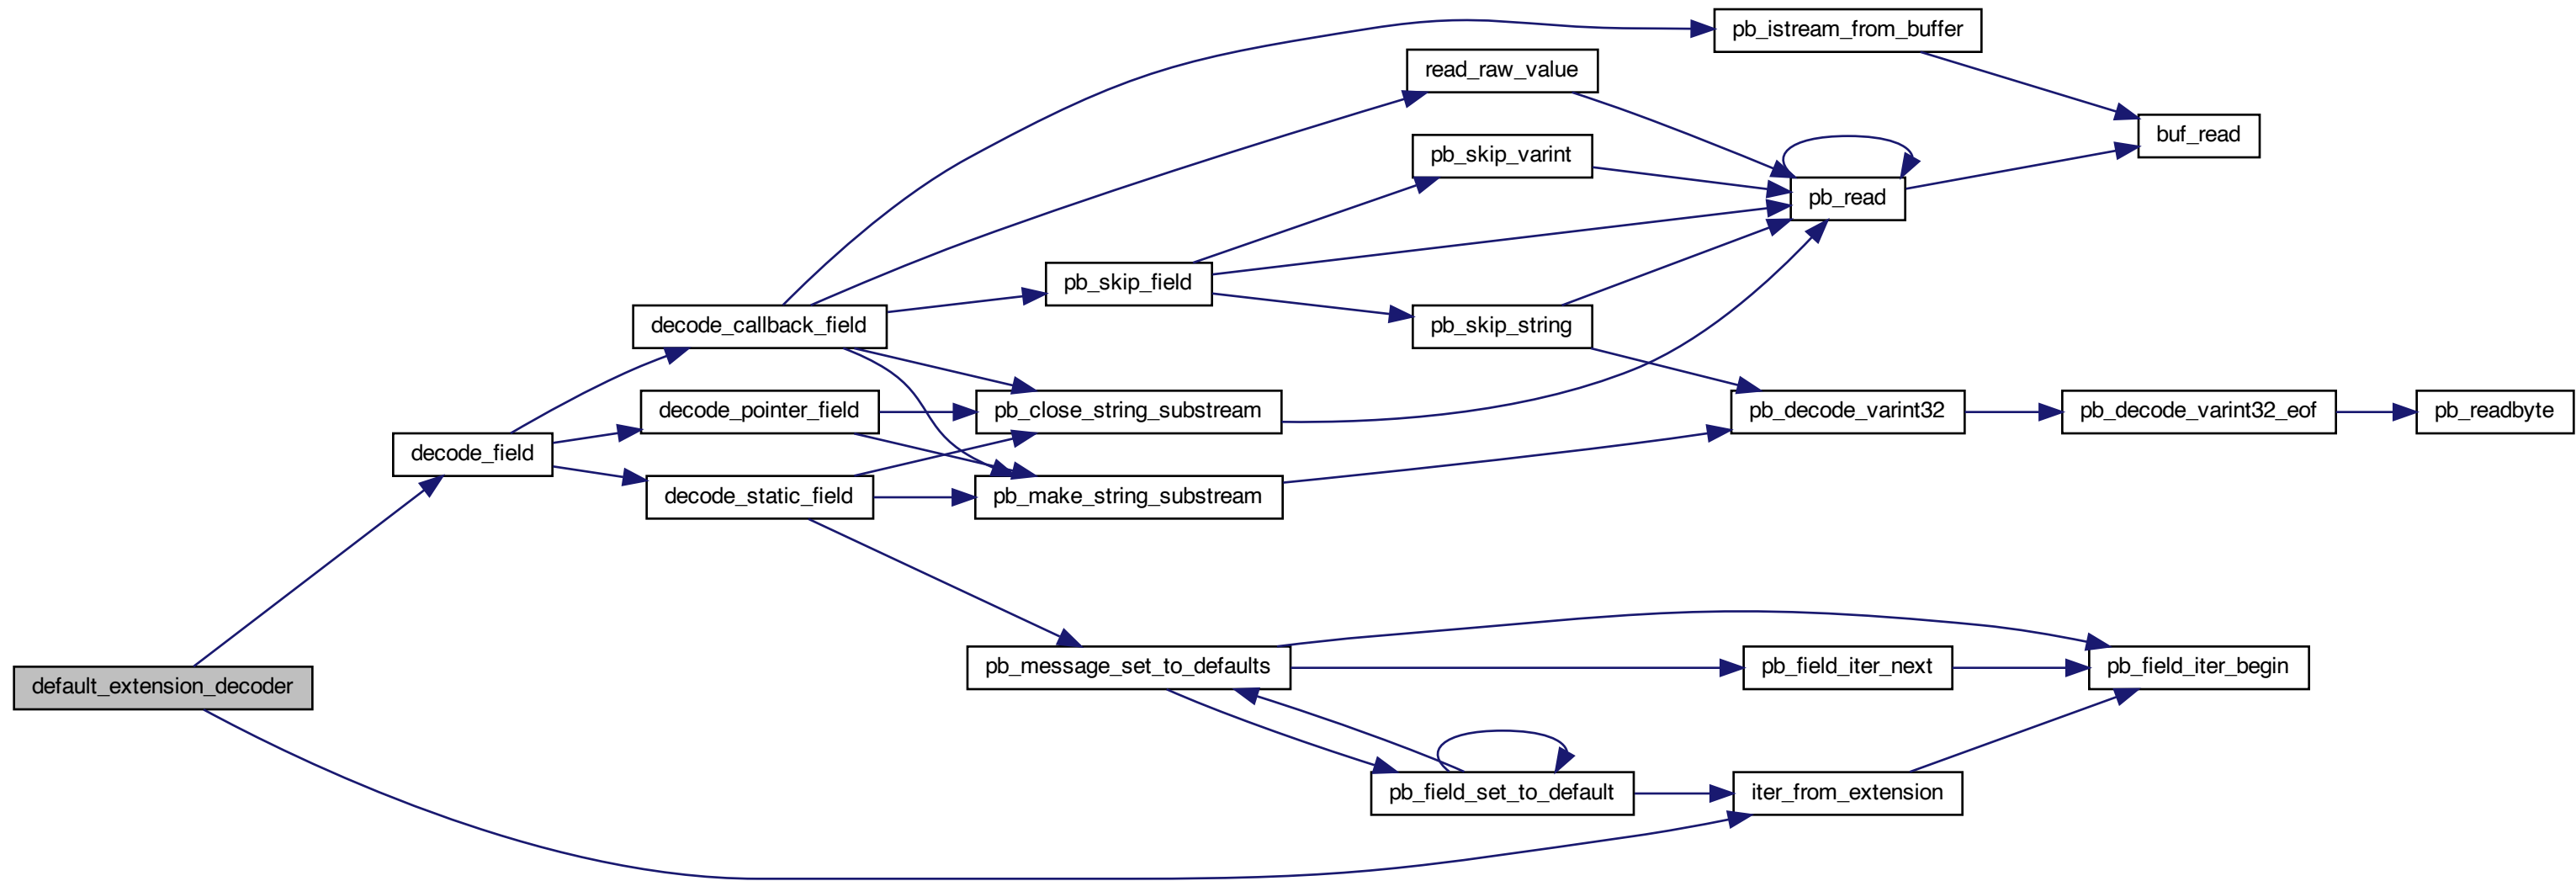 pb_istream_from_buffer
read_raw_value
buf_read
pb_skip_varint
pb_read
pb_skip_field
decode_callback_field
pb_skip_string
decode_pointer_field
pb_close_string_substream
pb_decode_varint32
pb_decode_varint32_eof
pb_readbyte
decode_field
decode_static_field
pb_make_string_substream
default_extension_decoder
pb_message_set_to_defaults
pb_field_iter_next
pb_field_iter_begin
pb_field_set_to_default
iter_from_extension